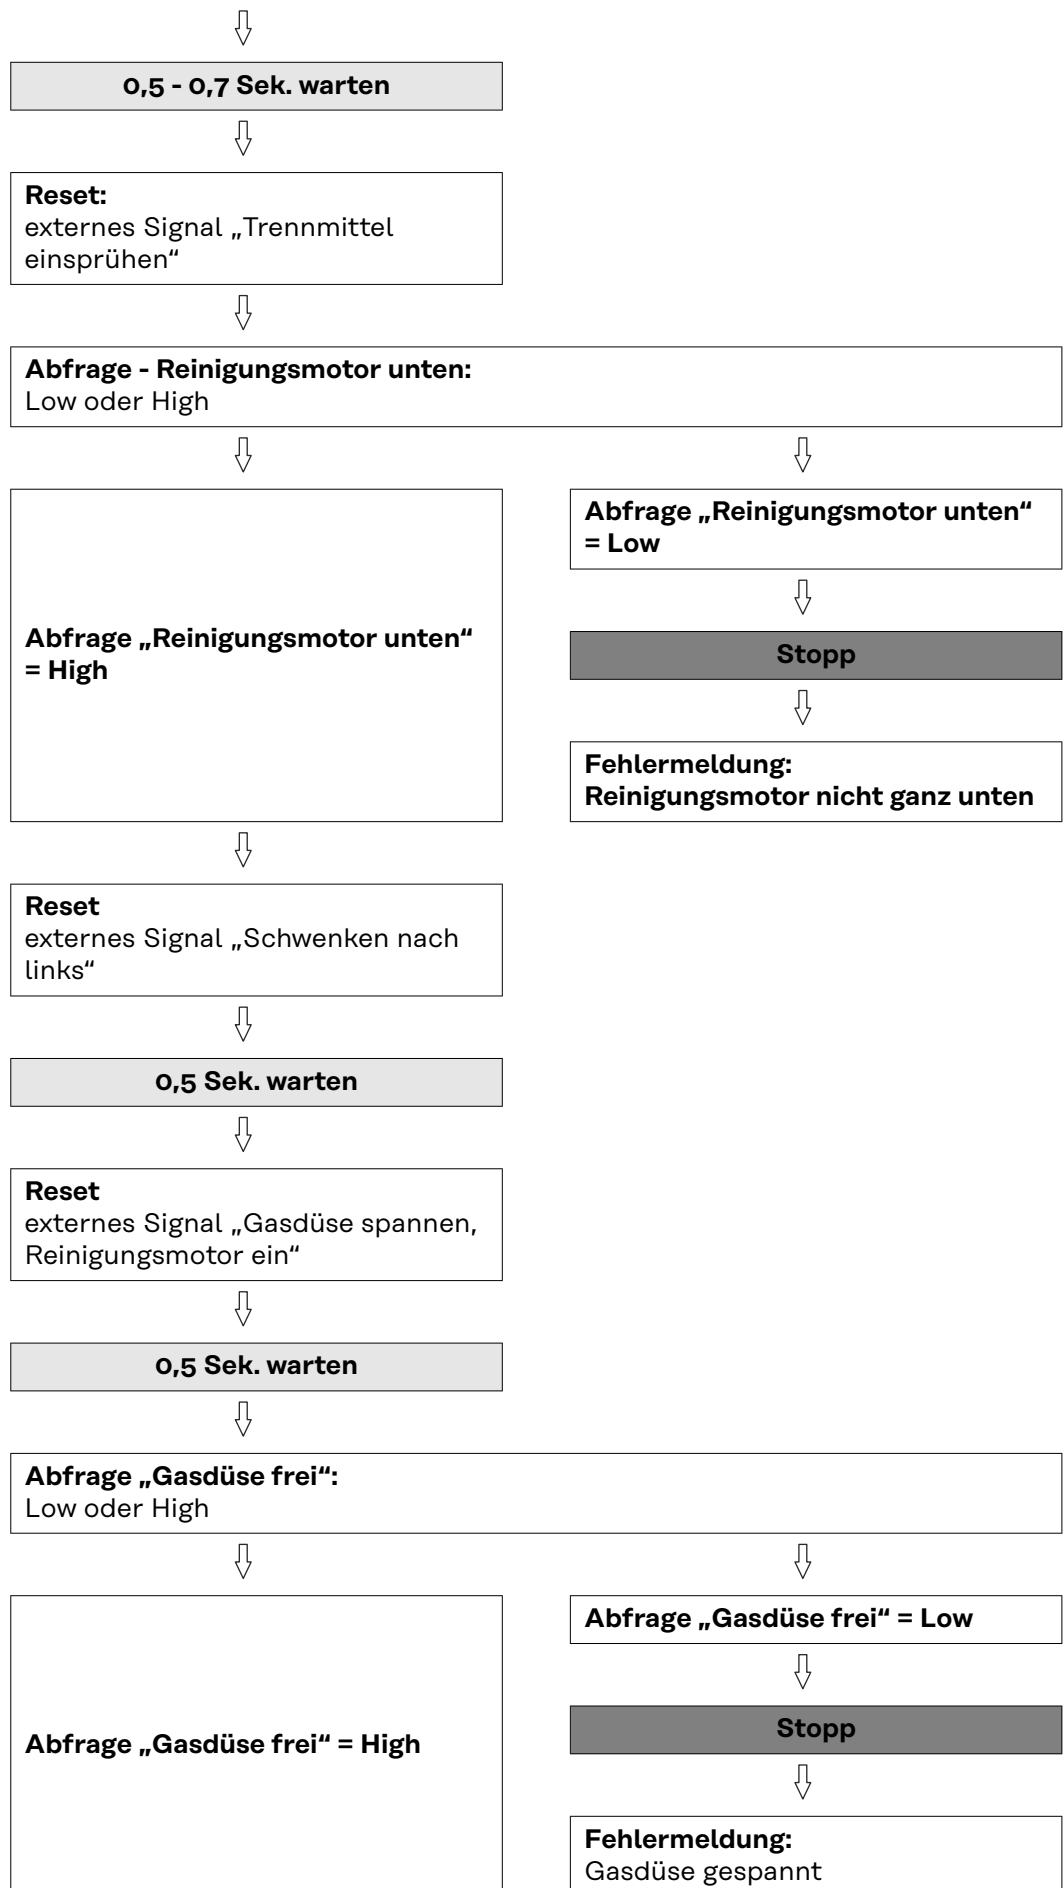 0,5 - 0,7 Sek. warten
Reset:
externes Signal „Trennmittel
einsprühen“
Abfrage - Reinigungsmotor unten:
Low oder High
Abfrage „Reinigungsmotor unten“
= High
Abfrage „Reinigungsmotor unten“
= Low
Stopp
Fehlermeldung:
Reinigungsmotor nicht ganz unten
Reset
externes Signal „Schwenken nach
links“
0,5 Sek. warten
Reset
externes Signal „Gasdüse spannen,
Reinigungsmotor ein“
0,5 Sek. warten
Abfrage „Gasdüse frei“:
Low oder High
Abfrage „Gasdüse frei“ = High
Abfrage „Gasdüse frei“ = Low
Stopp
Fehlermeldung:
Gasdüse gespannt